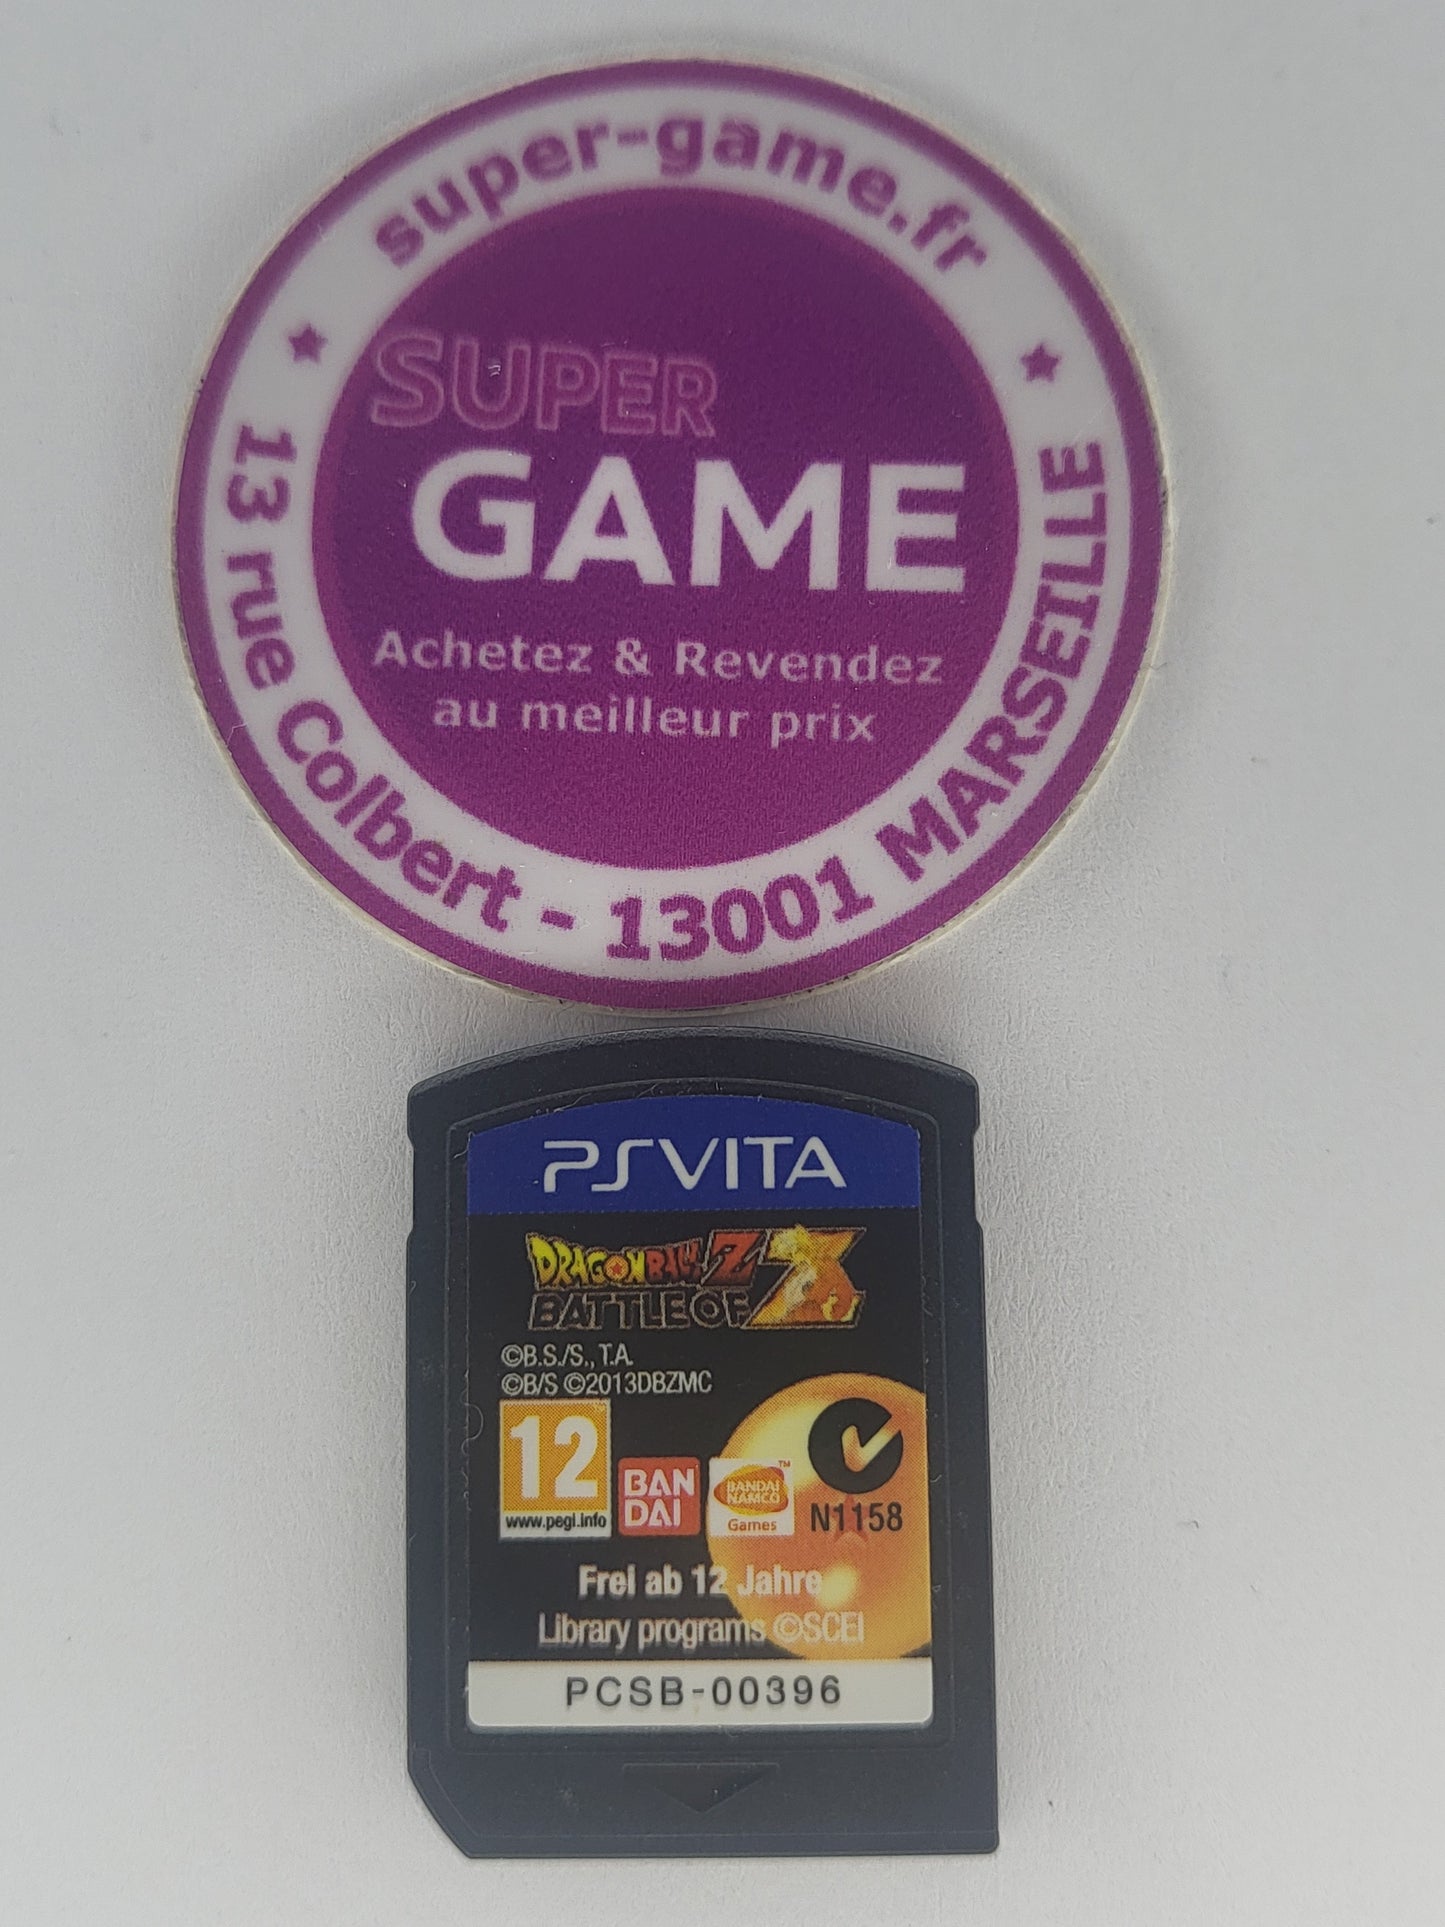 super-game.fr
SUPER
GAME
Achetez & Revendez
au meilleur prix
13 rue Colbert - 13001 MARSEILLE
PSVITA
DRAGON BALL Z
BATTLE OF Z
©B.S./S., T.A.
©B/S ©2013DBZMC
12
www.pegi.info
BAN
DAI
BANDAI
NAMCO
Games
TM
N1158
Frei ab 12 Jahre
Library programs ©SCEI
PCSB-00396